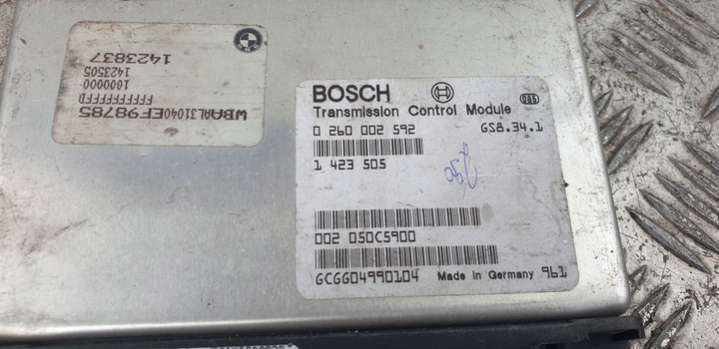 WBAAL31040EF98785
FFFFFFFFFD
1000000
1423505
1423837
BOSCH
Transmission Control Module
0 260 002 592 GS8.34.1
1 423 505
002 050C5900
GCGG04990104 Made in Germany 961